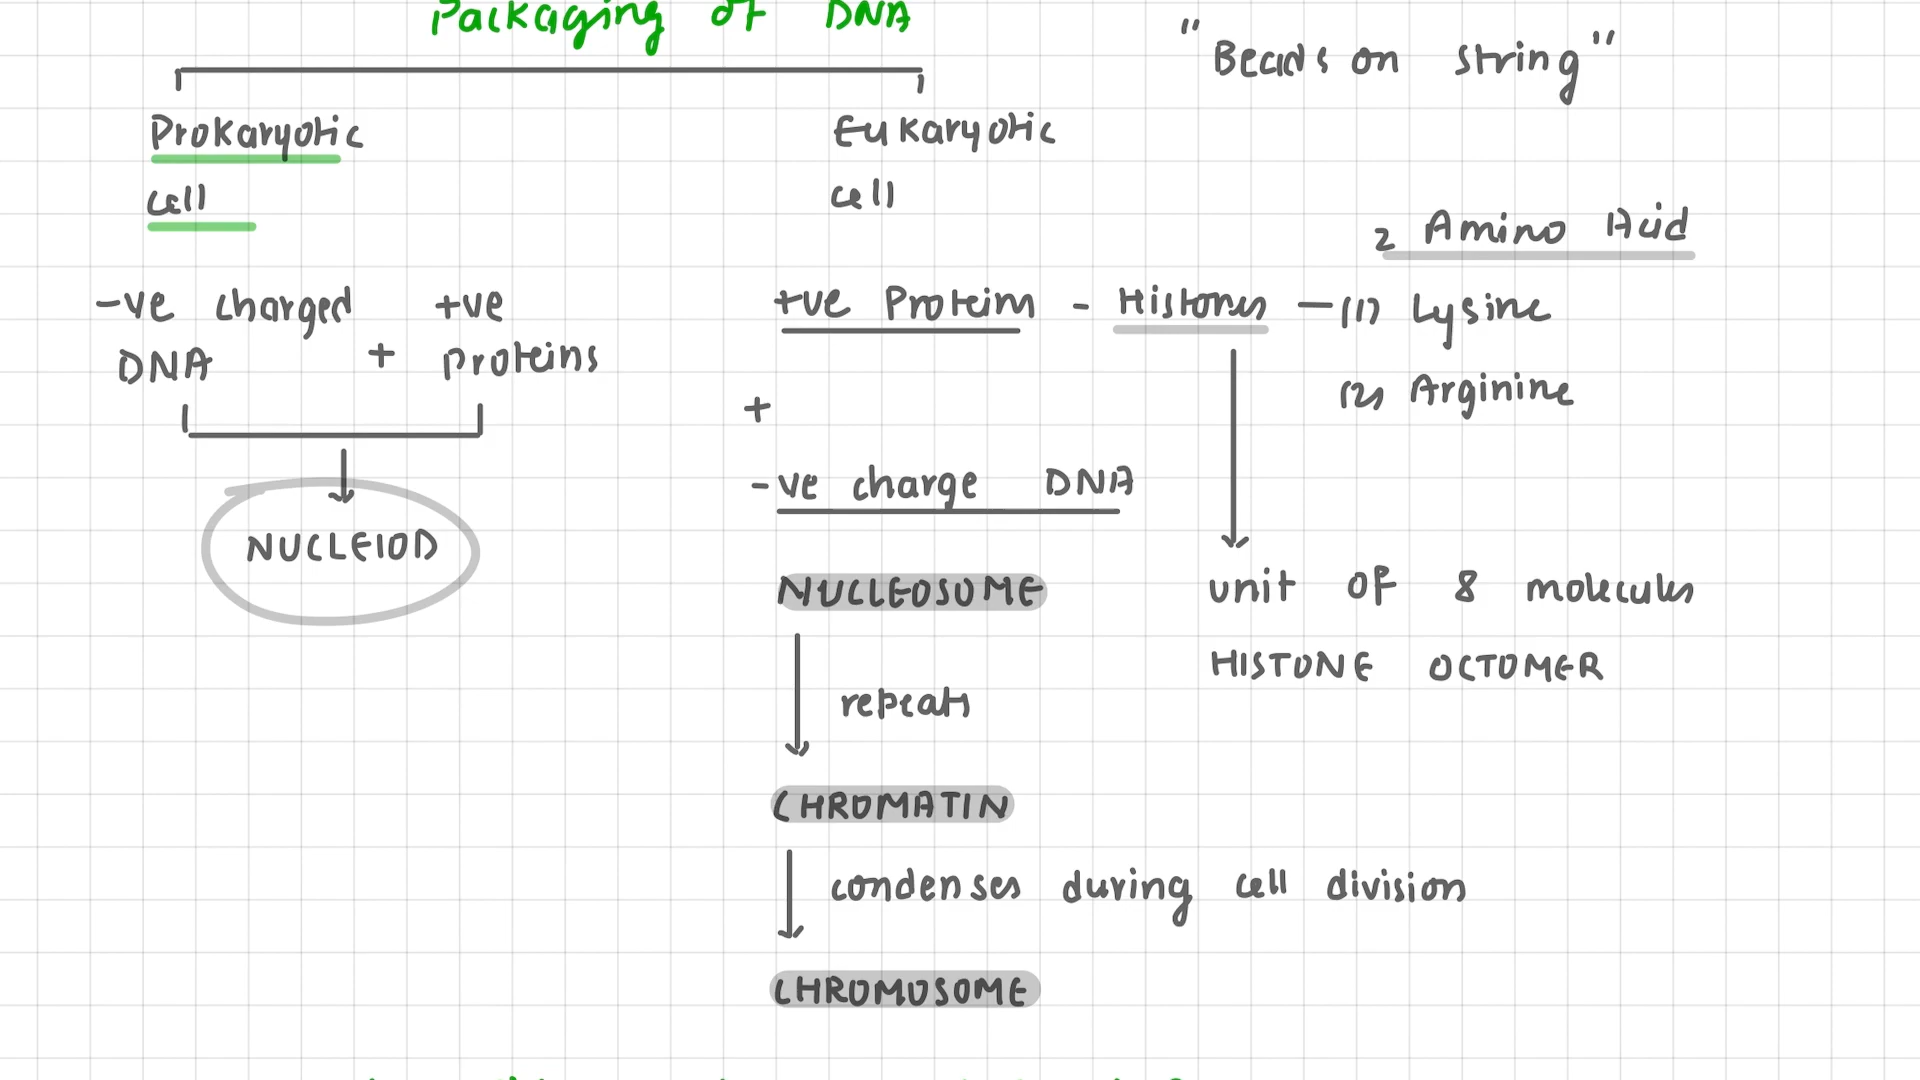 Packaging of DNA
"Beads on string"
Prokaryotic
cell
Eukaryotic
cell
-ve charged DNA + +ve proteins
NUCLEIOD
2 Amino Acid
+ve Protein - Histones — (1) Lysine
(2) Arginine
+
-ve charge DNA
NUCLEOSOME
unit of 8 molecules
HISTONE OCTOMER
repeats
CHROMATIN
condenses during cell division
CHROMOSOME